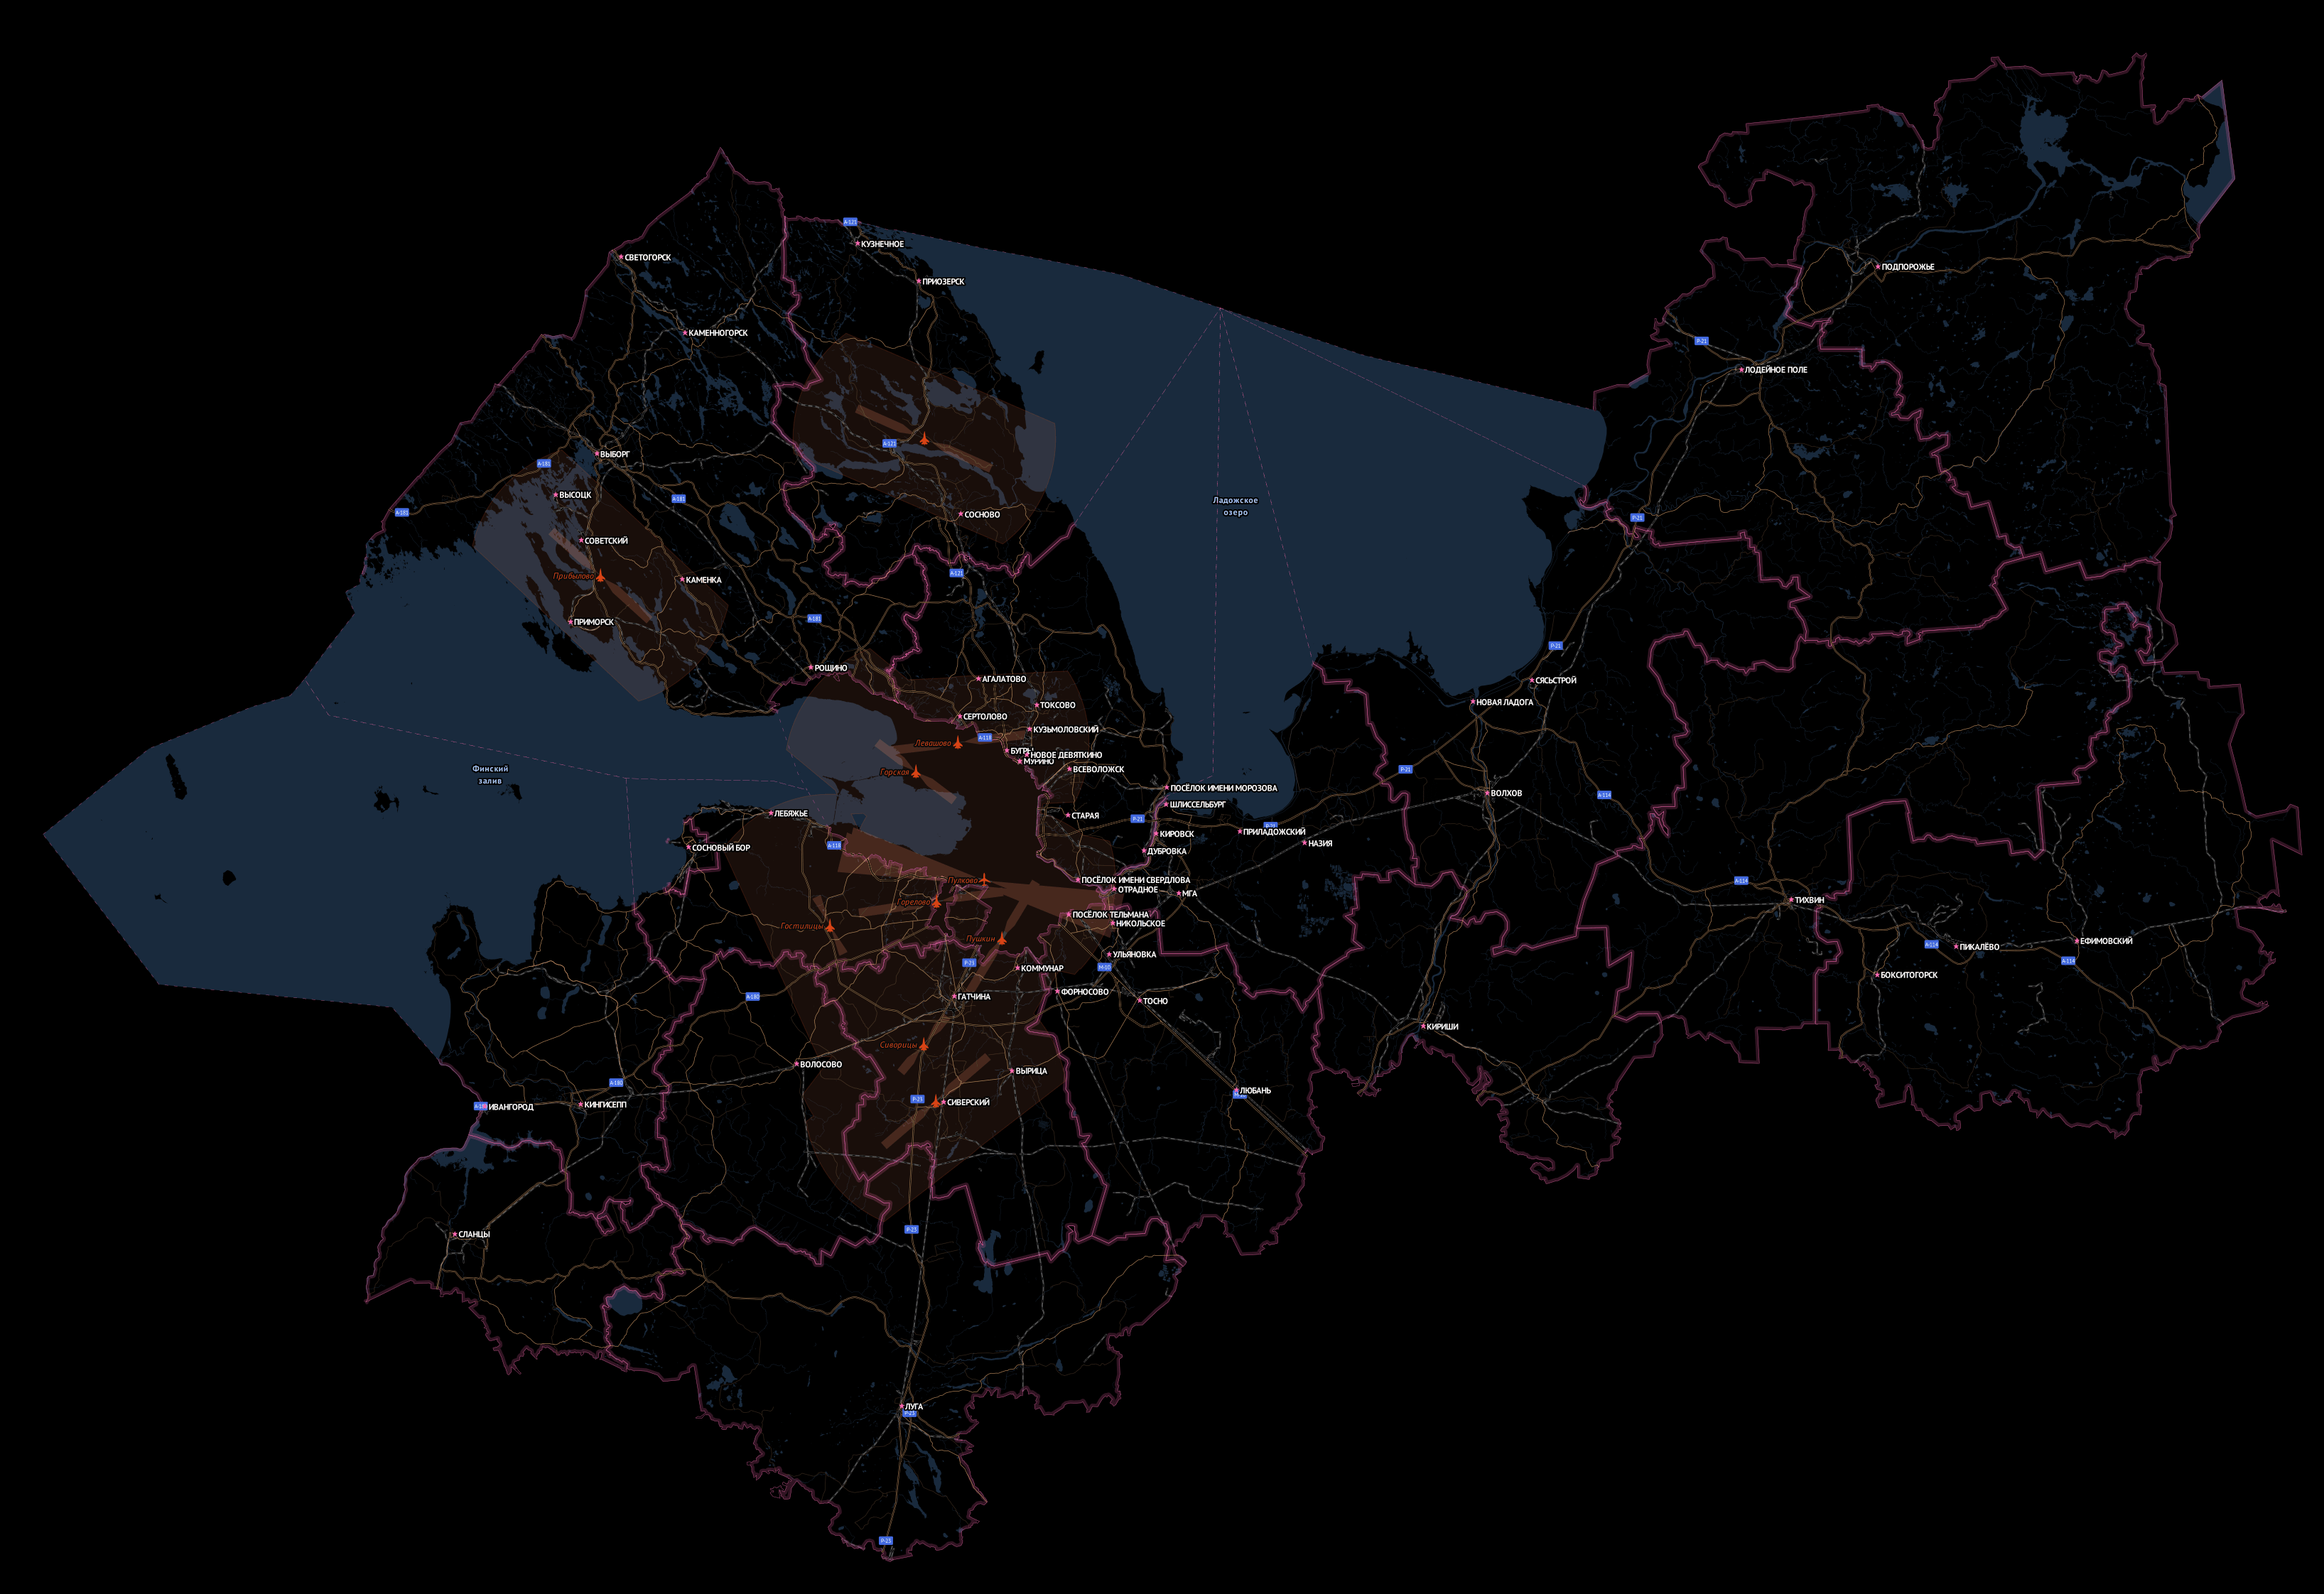 А-121
КУЗНЕЧНОЕ
СВЕТОГОРСК
ПОДПОРОЖЬЕ
ПРИОЗЕРСК
КАМЕННОГОРСК
Р-21
ЛОДЕЙНОЕ ПОЛЕ
А-121
ВЫБОРГ
А-181
ВЫСОЦК
А-181
Ладожское
озеро
А-181
СОСНОВО
Р-21
СОВЕТСКИЙ
А-121
Прибылово
КАМЕНКА
А-181
ПРИМОРСК
Р-21
РОЩИНО
АГАЛАТОВО
СЯСЬСТРОЙ
НОВАЯ ЛАДОГА
ТОКСОВО
СЕРТОЛОВО
КУЗЬМОЛОВСКИЙ
А-118
Левашово
БУГРЫ
НОВОЕ ДЕВЯТКИНО
МУРИНО
Финский
залив
Горская
ВСЕВОЛОЖСК
Р-21
ПОСЁЛОК ИМЕНИ МОРОЗОВА
ВОЛХОВ
А-114
ШЛИССЕЛЬБУРГ
ЛЕБЯЖЬЕ
СТАРАЯ
Р-21
Р-21
КИРОВСК
ПРИЛАДОЖСКИЙ
НАЗИЯ
А-118
СОСНОВЫЙ БОР
ДУБРОВКА
Пулково
ПОСЁЛОК ИМЕНИ СВЕРДЛОВА
А-114
ОТРАДНОЕ
МГА
Горелово
ТИХВИН
ПОСЁЛОК ТЕЛЬМАНА
НИКОЛЬСКОЕ
Гостилицы
Пушкин
ЕФИМОВСКИЙ
А-114
ПИКАЛЁВО
УЛЬЯНОВКА
Р-23
А-114
КОММУНАР
М-10
БОКСИТОГОРСК
ФОРНОСОВО
А-180
ГАТЧИНА
ТОСНО
КИРИШИ
Сиворицы
ВОЛОСОВО
ВЫРИЦА
А-180
ЛЮБАНЬ
Р-23
СИВЕРСКИЙ
КИНГИСЕПП
ИВАНГОРОД
Р-23
СЛАНЦЫ
ЛУГА
Р-23
Р-23